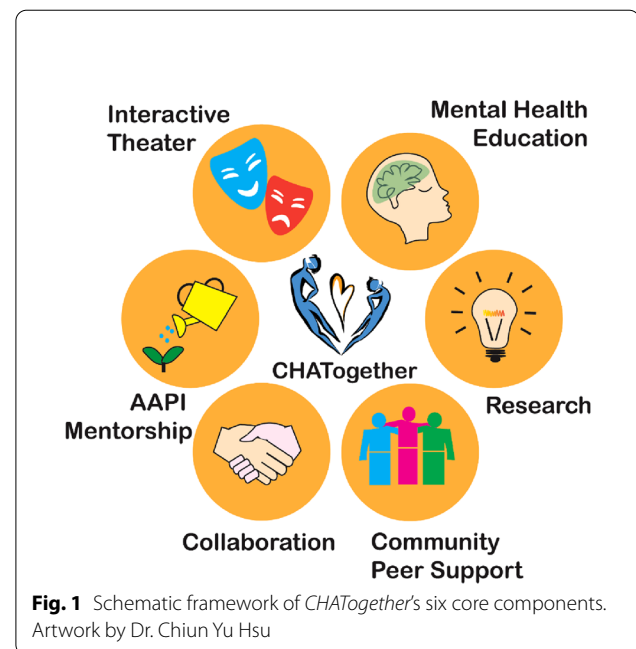 Interactive
Theater
Mental Health
Education
CHATogether
AAPI
Mentorship
Research
Collaboration
Community
Peer Support
Fig. 1 Schematic framework of CHATogether's six core components.
Artwork by Dr. Chiun Yu Hsu